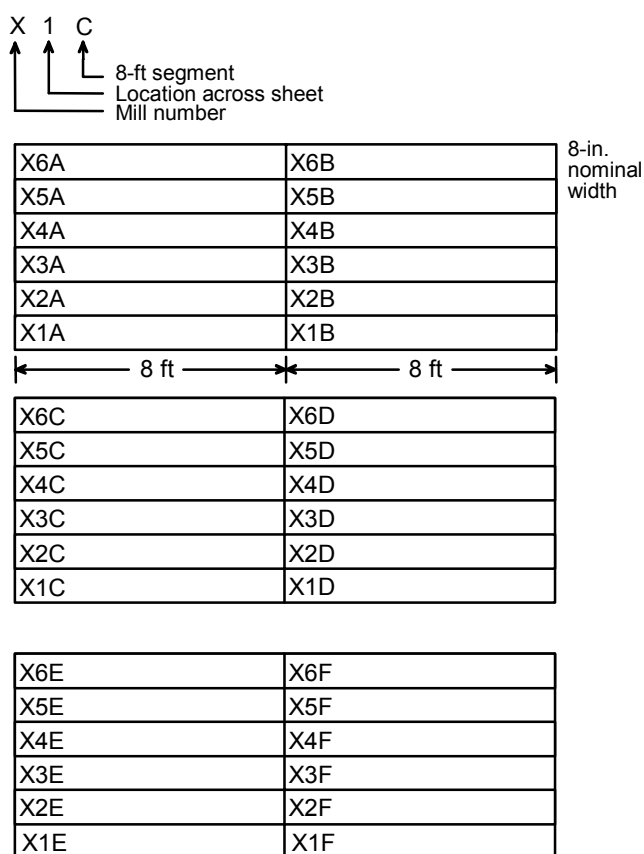 X 1 C
8-ft segment
Location across sheet
Mill number
8-in.
nominal
width
X6A X6B
X5A X5B
X4A X4B
X3A X3B
X2A X2B
X1A X1B
8 ft 8 ft
X6C X6D
X5C X5D
X4C X4D
X3C X3D
X2C X2D
X1C X1D
X6E X6F
X5E X5F
X4E X4F
X3E X3F
X2E X2F
X1E X1F